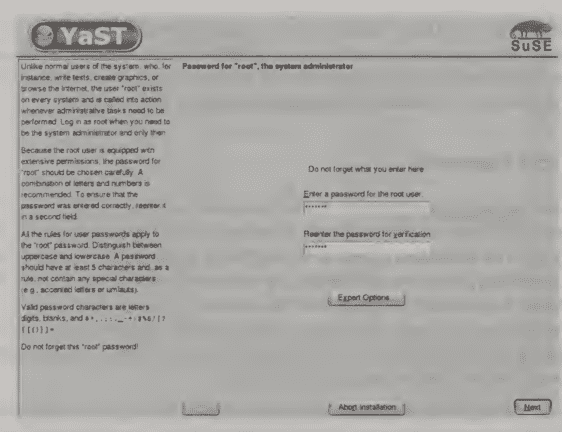 YaST
SuSE
Unlike normal users of the system, who, for
instance, write texts, create graphics, or
browse the Internet, the user "root" exists
on every system and is called into action
whenever administrative tasks need to be
performed. Log in as root when you need to
be the system administrator and only then.
Because the root user is equipped with
extensive permissions, the password for
"root" should be chosen carefully. A
combination of letters and numbers is
recommended. To ensure that the
password was entered correctly, reenter it
in a second field.
All the rules for user passwords apply to
the "root" password. Distinguish between
uppercase and lowercase. A password
should have at least 5 characters and, as a
rule, not contain any special characters
(e.g., accented letters or umlauts).
Valid password characters are letters,
digits, blanks, and
Do not forget this "root" password!
Password for "root", the system administrator
Do not forget what you enter here.
Enter a password for the root user:
*******
Reenter the password for verification:
*******
Expert Options...
Abort Installation
Next